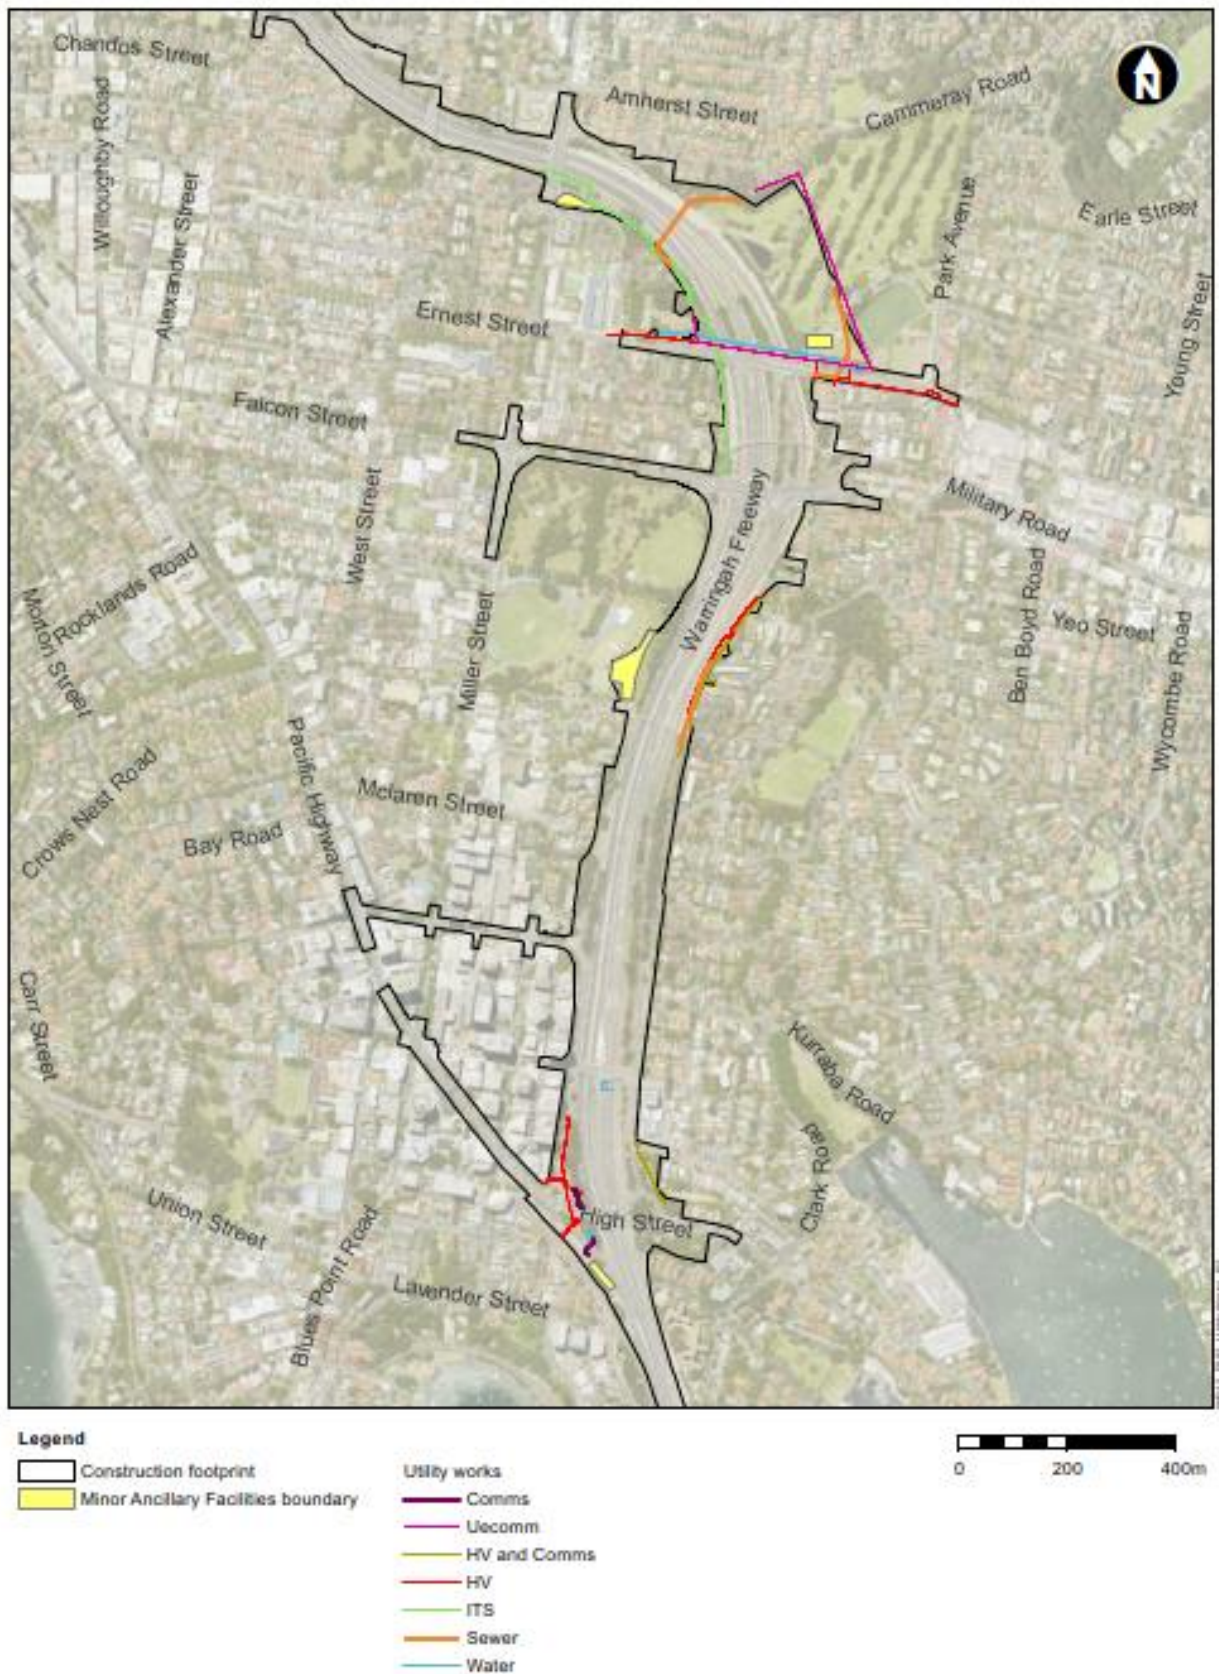 N
Chandos Street
Amherst Street
Cammeray Road
Willoughby Road
Alexander Street
Park Avenue
Earle Street
Ernest Street
Young Street
Falcon Street
West Street
Military Road
Warringah Freeway
Rocklands Road
Morton Street
Miller Street
Ben Boyd Road
Yeo Street
Wycombe Road
Pacific Highway
Mclaren Street
Crows Nest Road
Bay Road
Carr Street
Kurraba Road
Clark Road
Union Street
High Street
Blues Point Road
Lavender Street
Legend
Construction footprint
Minor Ancillary Facilities boundary
Utility works
Comms
Uecomm
HV and Comms
HV
ITS
Sewer
Water
0 200 400m